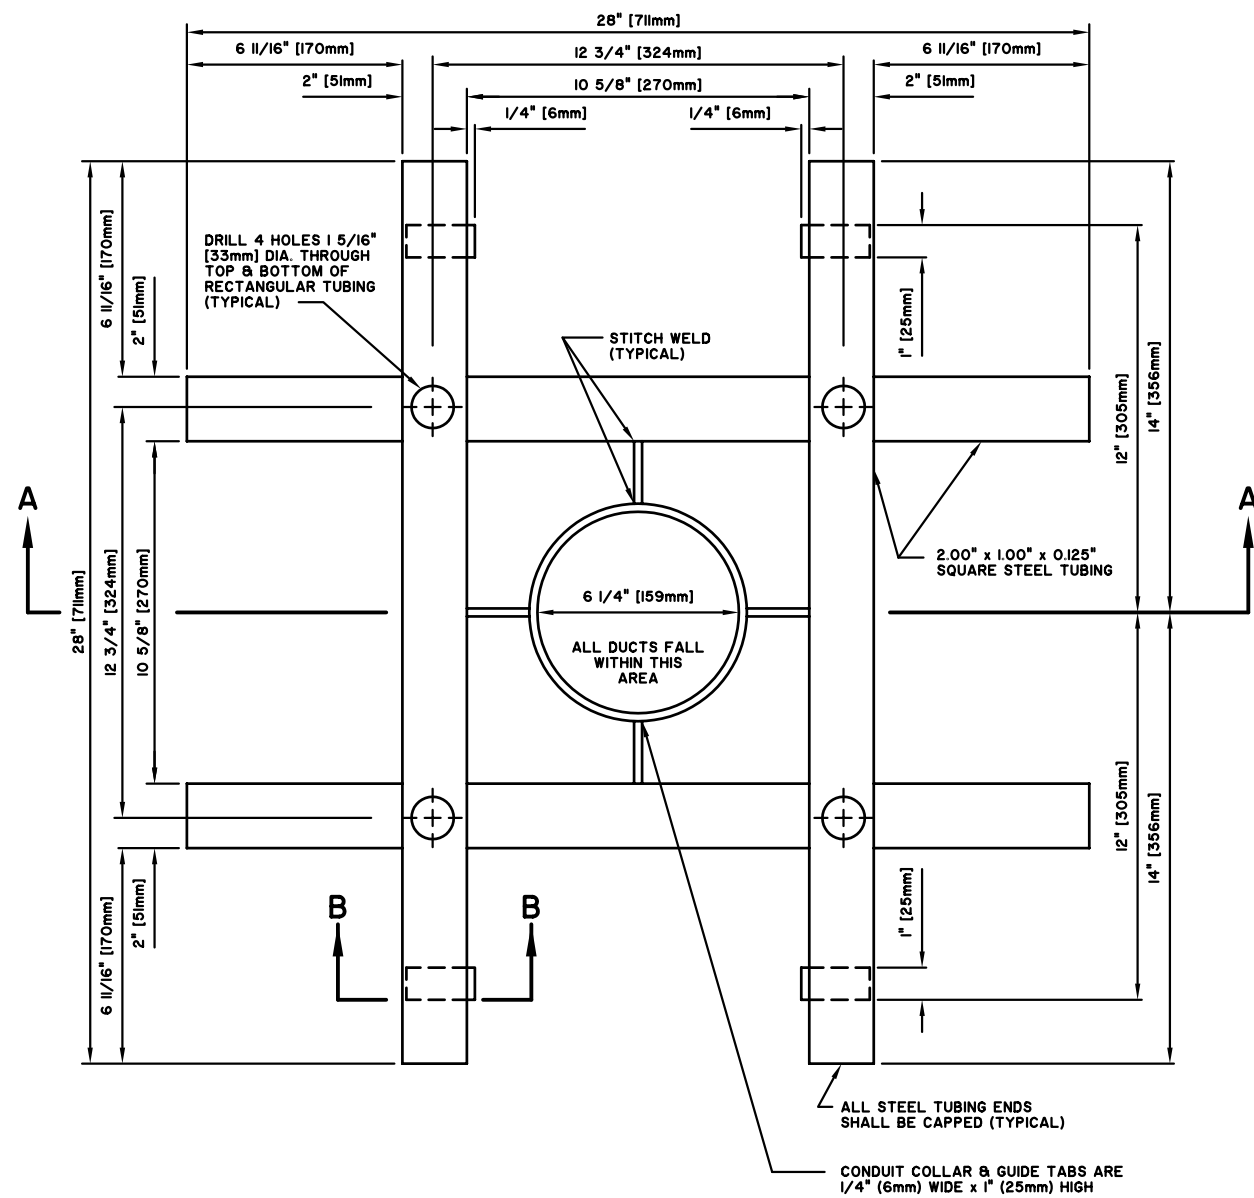 28" [711mm]
6 11/16" [170mm]
12 3/4" [324mm]
6 11/16" [170mm]
2" [51mm]
10 5/8" [270mm]
2" [51mm]
1/4" [6mm]
1/4" [6mm]
6 11/16" [170mm]
2" [51mm]
DRILL 4 HOLES 1 5/16"
[33mm] DIA. THROUGH
TOP & BOTTOM OF
RECTANGULAR TUBING
(TYPICAL)
STITCH WELD
(TYPICAL)
1" [25mm]
12" [305mm]
14" [356mm]
A
A
2.00" x 1.00" x 0.125"
SQUARE STEEL TUBING
28" [711mm]
12 3/4" [324mm]
10 5/8" [270mm]
6 1/4" [159mm]
ALL DUCTS FALL
WITHIN THIS
AREA
12" [305mm]
14" [356mm]
1" [25mm]
6 11/16" [170mm]
2" [51mm]
B
B
ALL STEEL TUBING ENDS
SHALL BE CAPPED (TYPICAL)
CONDUIT COLLAR & GUIDE TABS ARE
1/4" (6mm) WIDE x 1" (25mm) HIGH